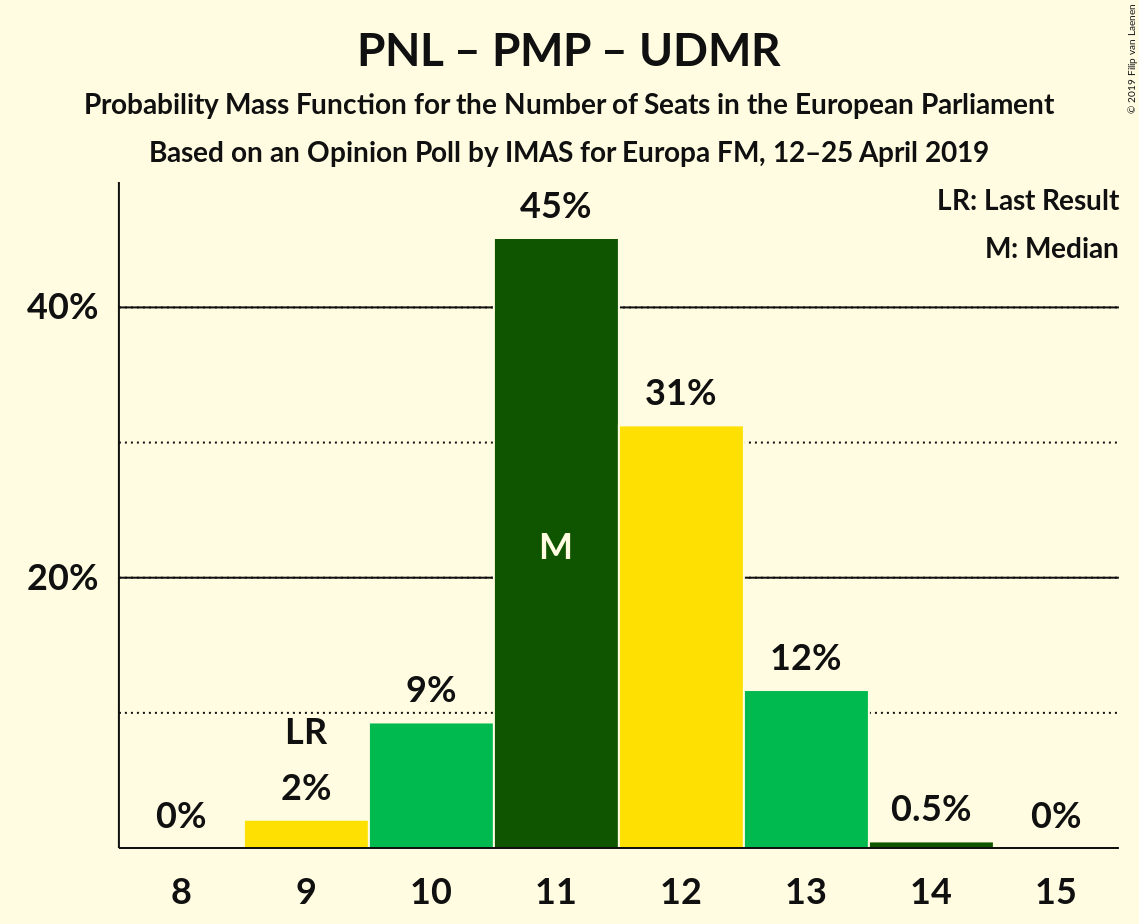 PNL – PMP – UDMR
Probability Mass Function for the Number of Seats in the European Parliament
Based on an Opinion Poll by IMAS for Europa FM, 12–25 April 2019
© 2019 Filip van Laenen
LR: Last Result
M: Median
45%
40%
31%
M
20%
12%
9%
LR
2%
0%
0.5%
0%
8 9 10 11 12 13 14 15